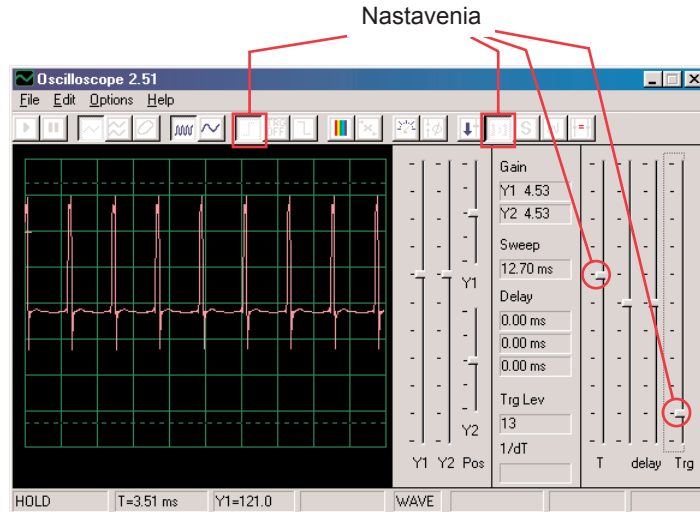 Nastavenia
Oscilloscope 2.51
File Edit Options Help
Gain
Y1 4.53
Y2 4.53
Sweep
12.70 ms
Delay
0.00 ms
0.00 ms
0.00 ms
Trg Lev
13
1/dT
Y1
Y2
Y1 Y2 Pos
T delay Trg
HOLD T=3.51 ms Y1=121.0 WAVE